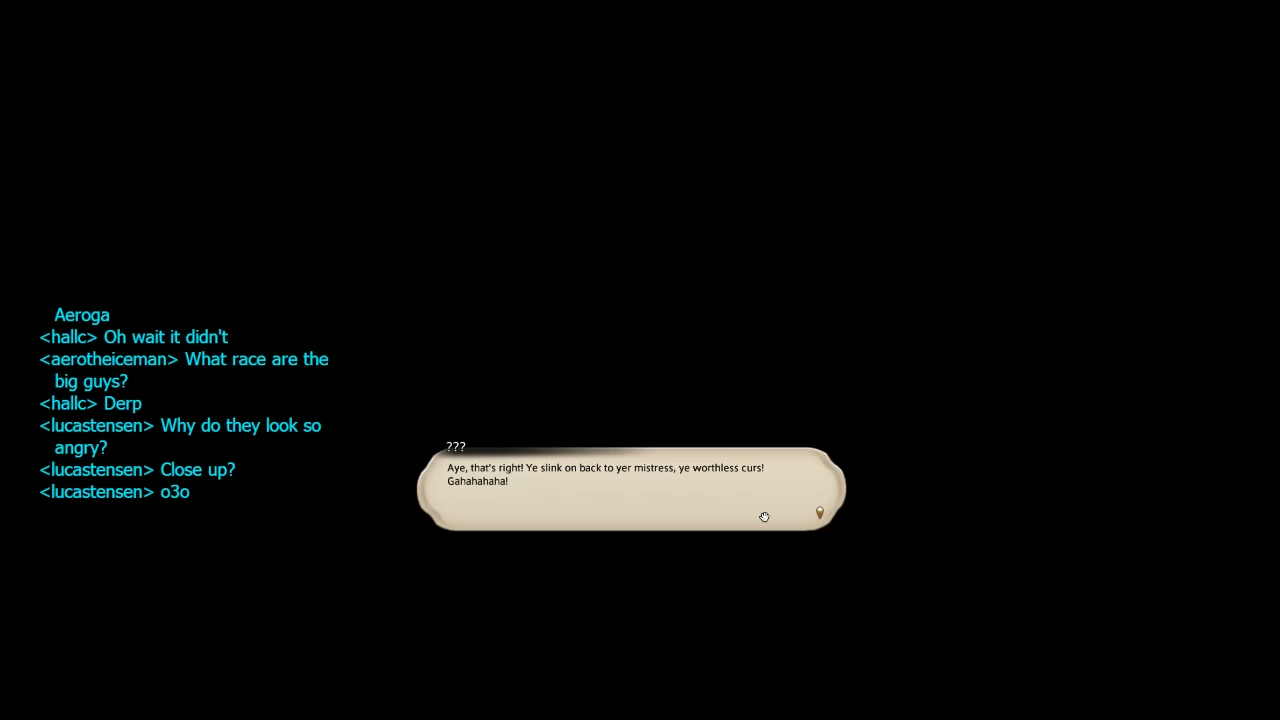 Aeroga
<hallc> Oh wait it didn't
<aerotheiceman> What race are the
big guys?
<hallc> Derp
<lucastensen> Why do they look so
angry?
<lucastensen> Close up?
<lucastensen> o3o
???
Aye, that's right! Ye slink on back to yer mistress, ye worthless curs!
Gahahahaha!